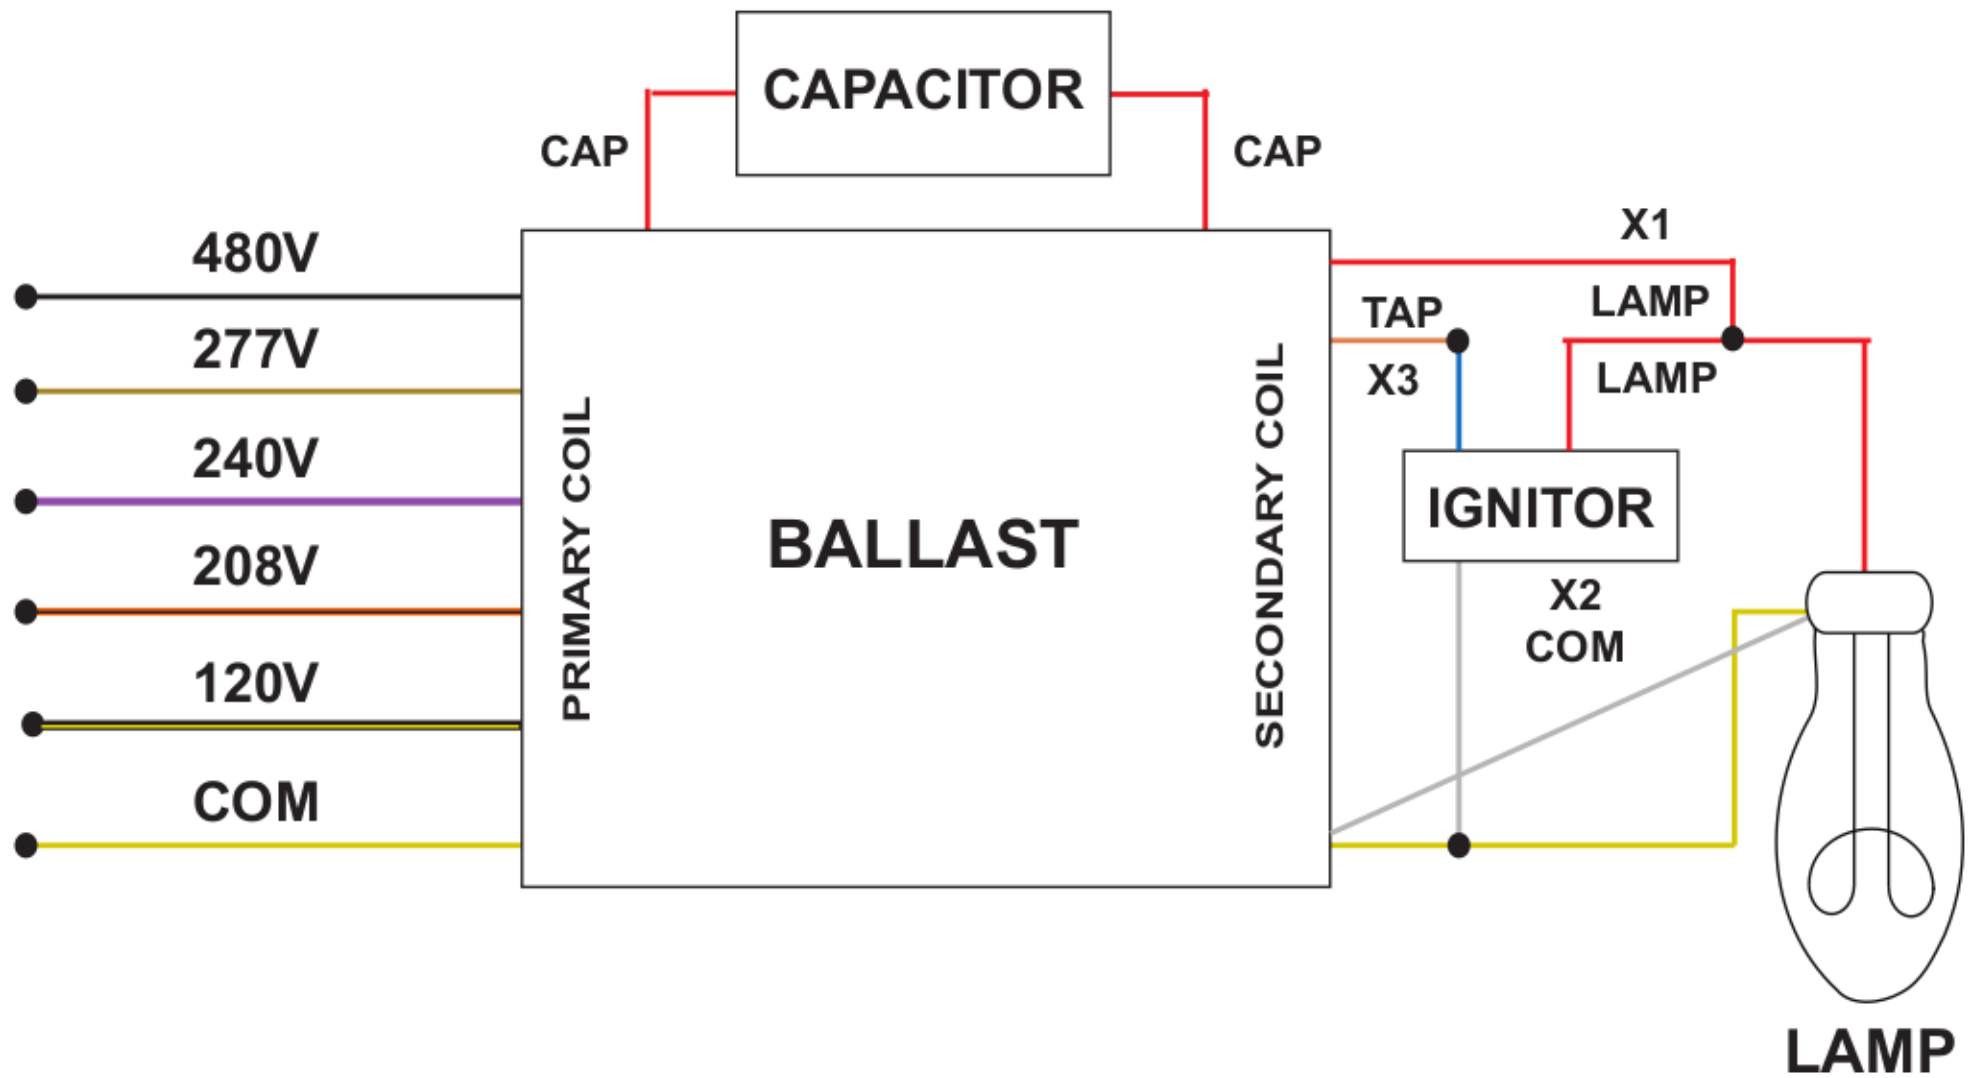 CAPACITOR
CAP
CAP
480V
277V
240V
208V
120V
COM
PRIMARY COIL
BALLAST
SECONDARY COIL
X1
LAMP
TAP
X3
LAMP
IGNITOR
X2
COM
LAMP